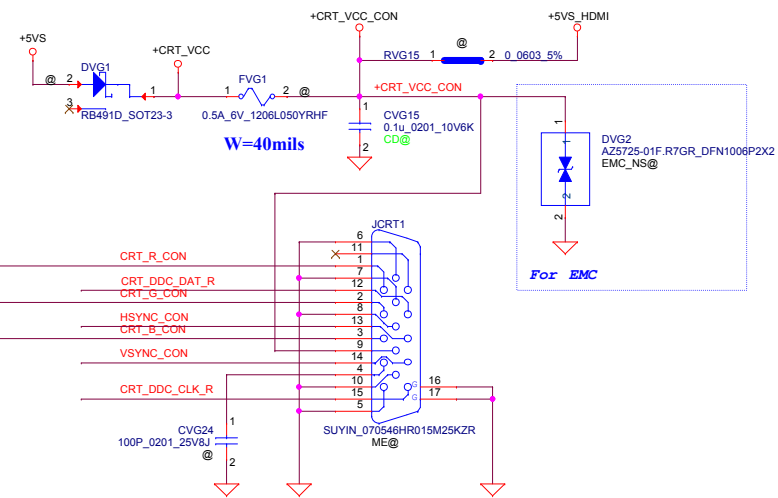 +CRT_VCC_CON
+5VS_HDMI
+5VS
+CRT_VCC
@
RVG15 1 2 0_0603_5%
DVG1
@ 2 1
3
RB491D_SOT23-3
FVG1
1 2 @
0.5A_6V_1206L050YRHF
W=40mils
+CRT_VCC_CON
1
CVG15
0.1u_0201_10V6K
CD@
2
1
1
DVG2
AZ5725-01F.R7GR_DFN1006P2X2
EMC_NS@
2
2
For EMC
JCRT1
6
11
CRT_R_CON 1
7
CRT_DDC_DAT_R 12
CRT_G_CON 2
8
HSYNC_CON 13
CRT_B_CON 3
9
VSYNC_CON 14
4
10
CRT_DDC_CLK_R 15
5
G 16
G 17
SUYIN_070546HR015M25KZR
ME@
1
CVG24
100P_0201_25V8J
@
2